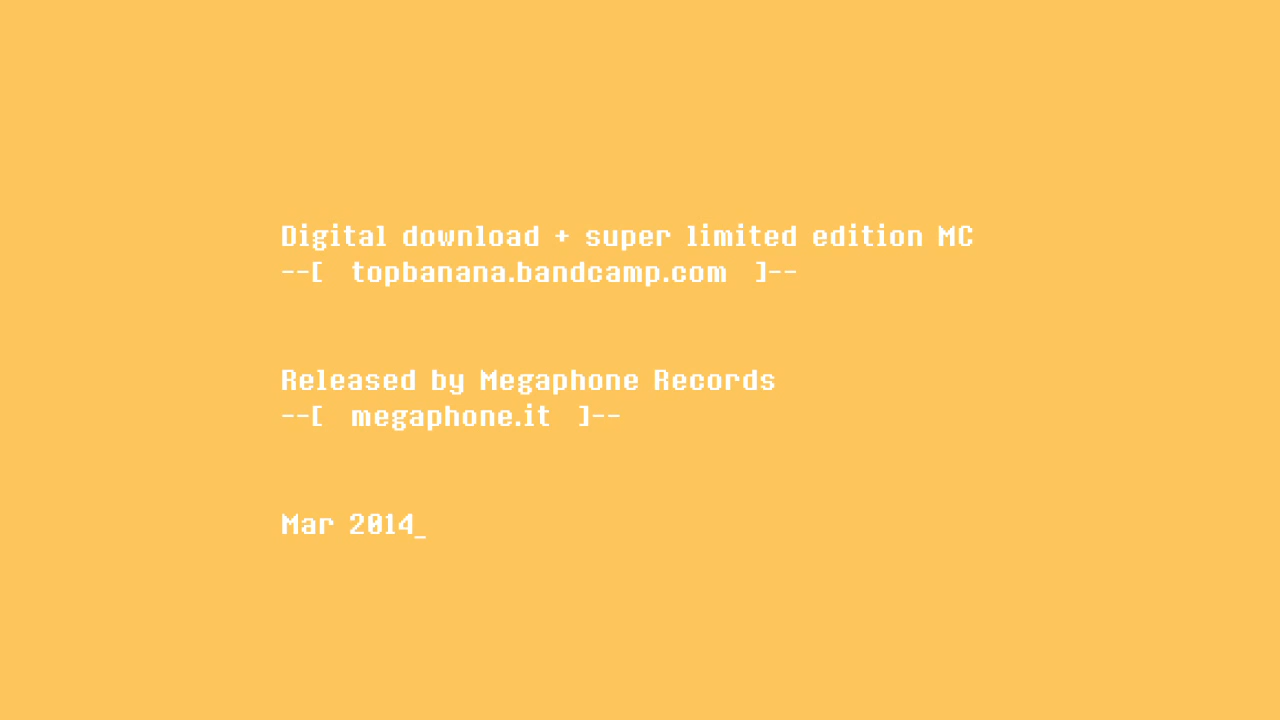 Digital download + super limited edition MC
--[ topbanana.bandcamp.com ]--
Released by Megaphone Records
--[ megaphone.it ]--
Mar 2014_